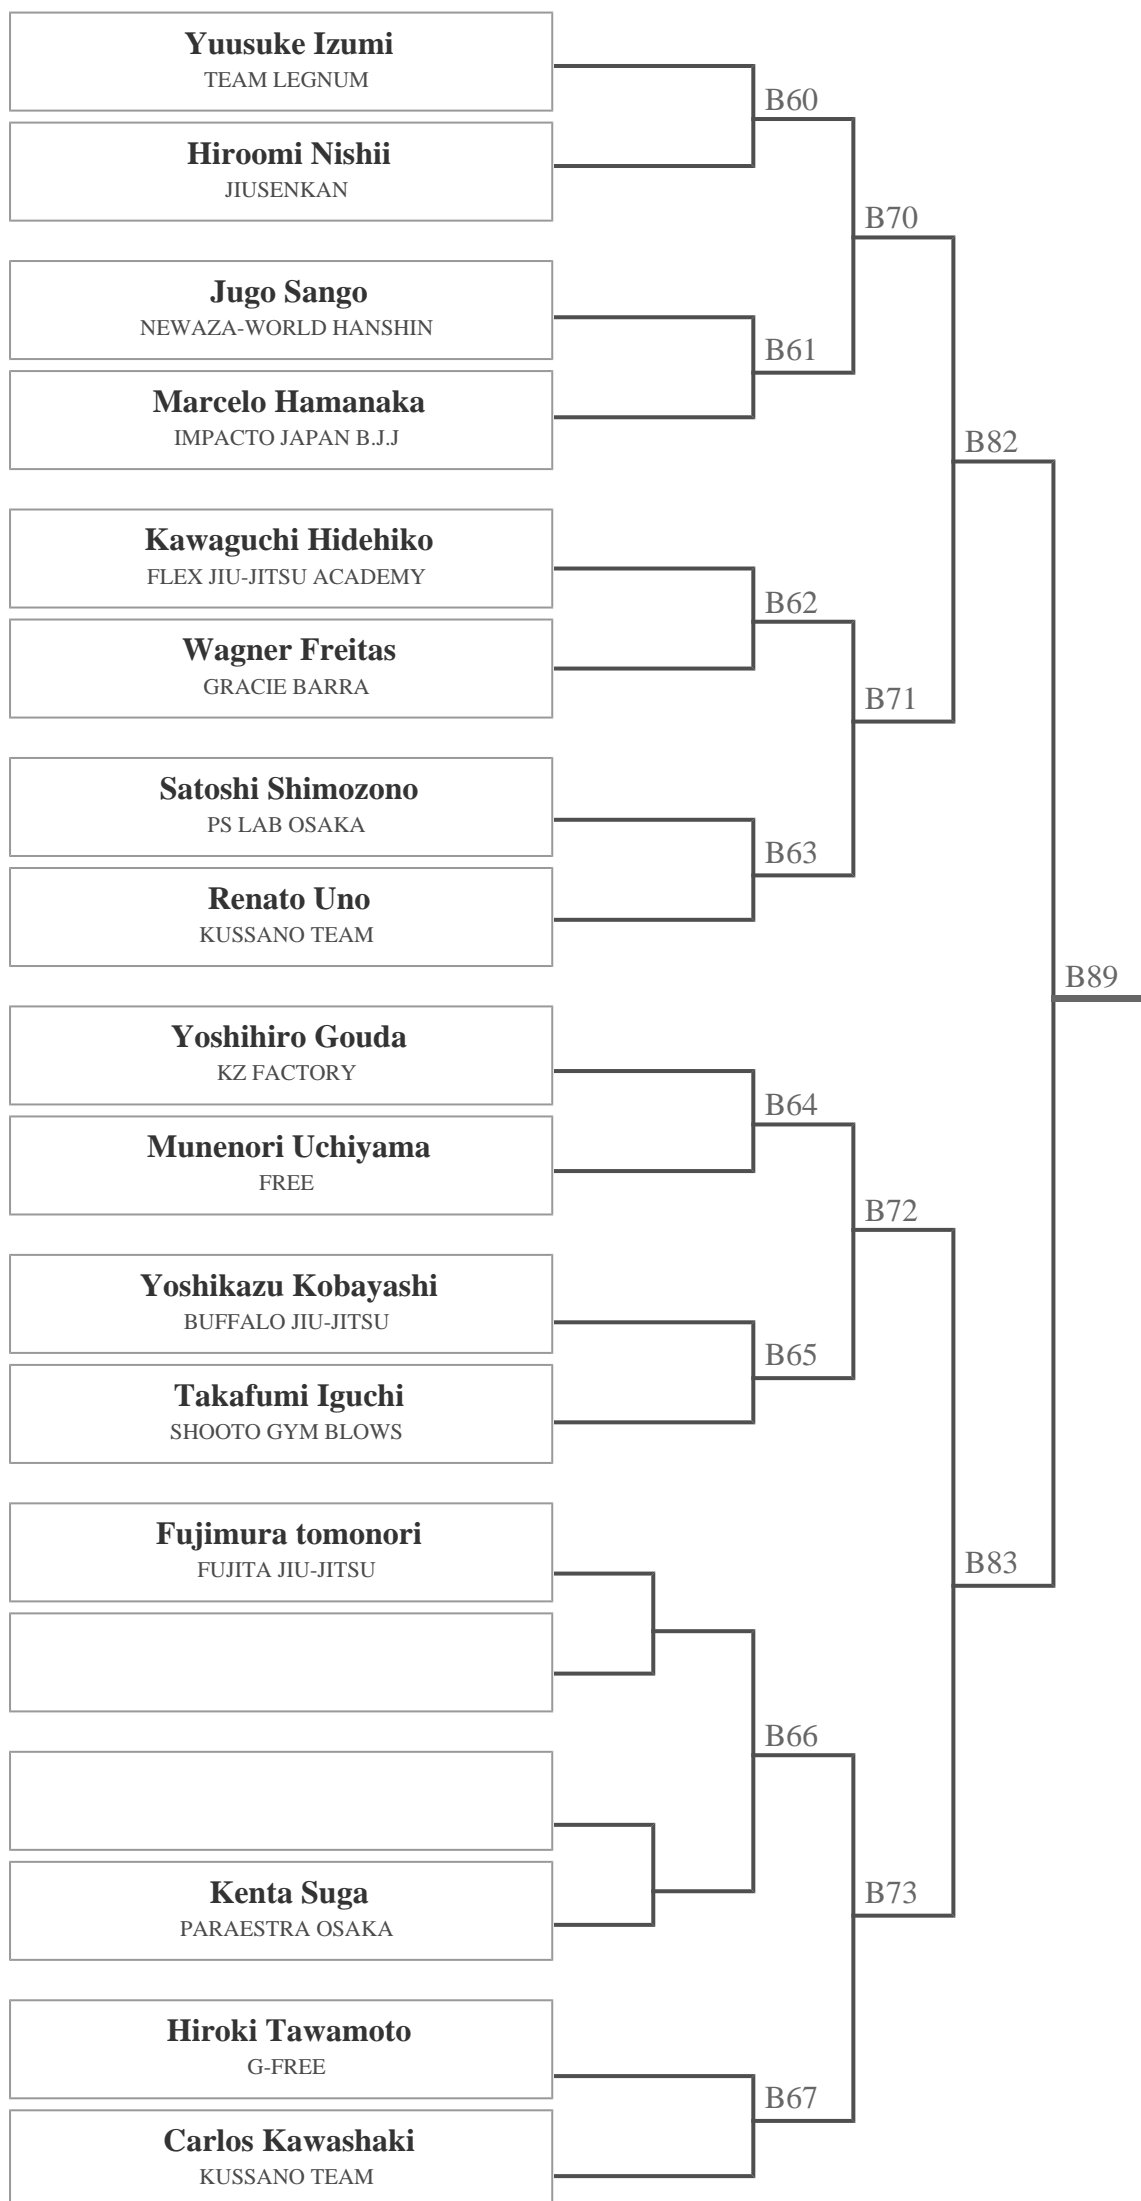 Yuusuke Izumi
TEAM LEGNUM
B60
Hiroomi Nishii
JIUSENKAN
B70
Jugo Sango
NEWAZA-WORLD HANSHIN
B61
Marcelo Hamanaka
IMPACTO JAPAN B.J.J
B82
Kawaguchi Hidehiko
FLEX JIU-JITSU ACADEMY
B62
Wagner Freitas
GRACIE BARRA
B71
Satoshi Shimozono
PS LAB OSAKA
B63
Renato Uno
KUSSANO TEAM
B89
Yoshihiro Gouda
KZ FACTORY
B64
Munenori Uchiyama
FREE
B72
Yoshikazu Kobayashi
BUFFALO JIU-JITSU
B65
Takafumi Iguchi
SHOOTO GYM BLOWS
Fujimura tomonori
FUJITA JIU-JITSU
B83
B66
Kenta Suga
PARAESTRA OSAKA
B73
Hiroki Tawamoto
G-FREE
B67
Carlos Kawashaki
KUSSANO TEAM